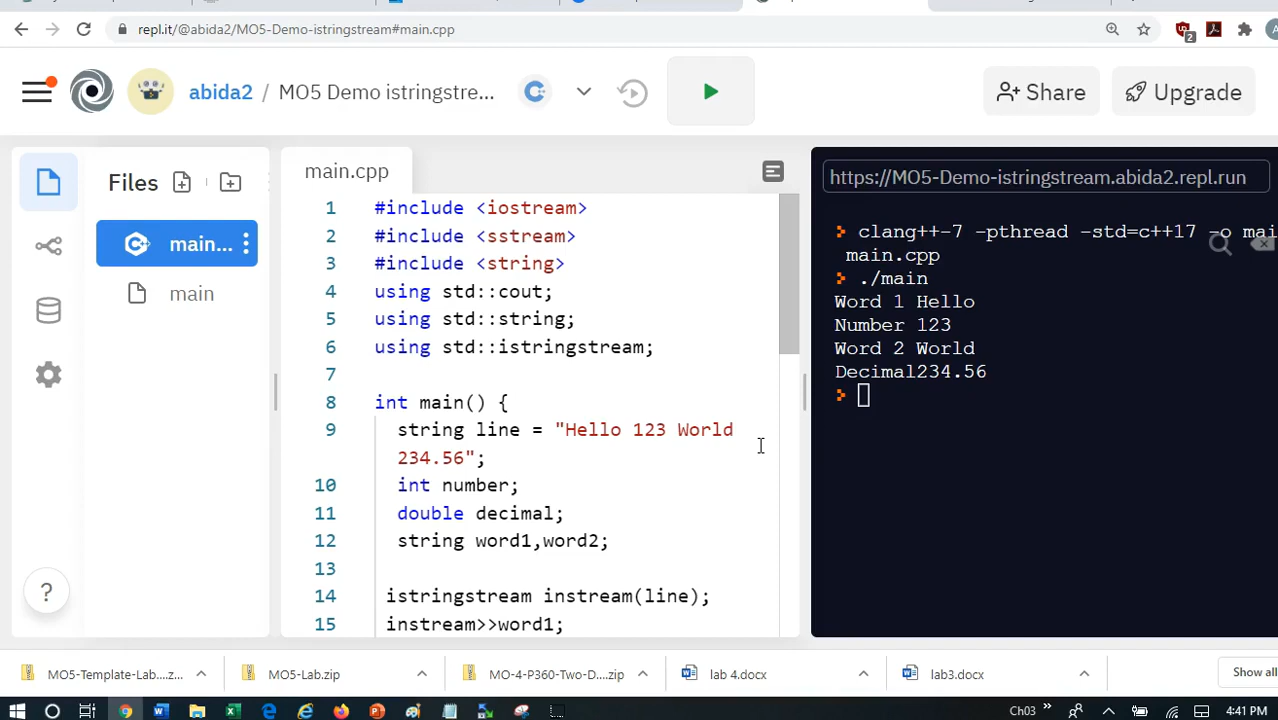 repl.it/@abida2/MO5-Demo-istringstream#main.cpp
2
abida2 / MO5 Demo istringstre...
Share
Upgrade
Files
main...
main
main.cpp
1 #include <iostream>
2 #include <sstream>
3 #include <string>
4 using std::cout;
5 using std::string;
6 using std::istringstream;
7
8 int main() {
9 string line = "Hello 123 World
234.56";
10 int number;
11 double decimal;
12 string word1,word2;
13
14 istringstream instream(line);
15 instream>>word1;
https://MO5-Demo-istringstream.abida2.repl.run
clang++-7 -pthread -std=c++17 -o mai
main.cpp
./main
Word 1 Hello
Number 123
Word 2 World
Decimal234.56
?
MO5-Template-Lab....z...
MO5-Lab.zip
MO-4-P360-Two-D....zip
lab 4.docx
lab3.docx
Show all
Ch03
4:41 PM